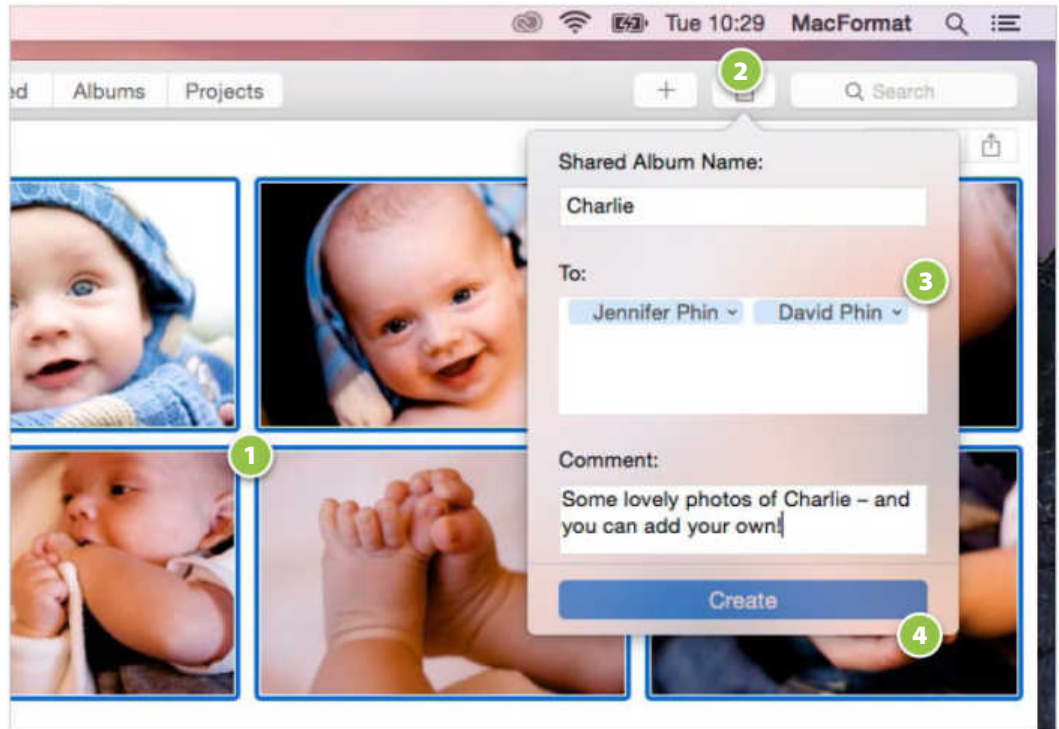 Tue 10:29 MacFormat
Albums Projects
2
Search
Shared Album Name:
Charlie
To:
3
Jennifer Phin David Phin
1
Comment:
Some lovely photos of Charlie – and
you can add your own!
Create
4